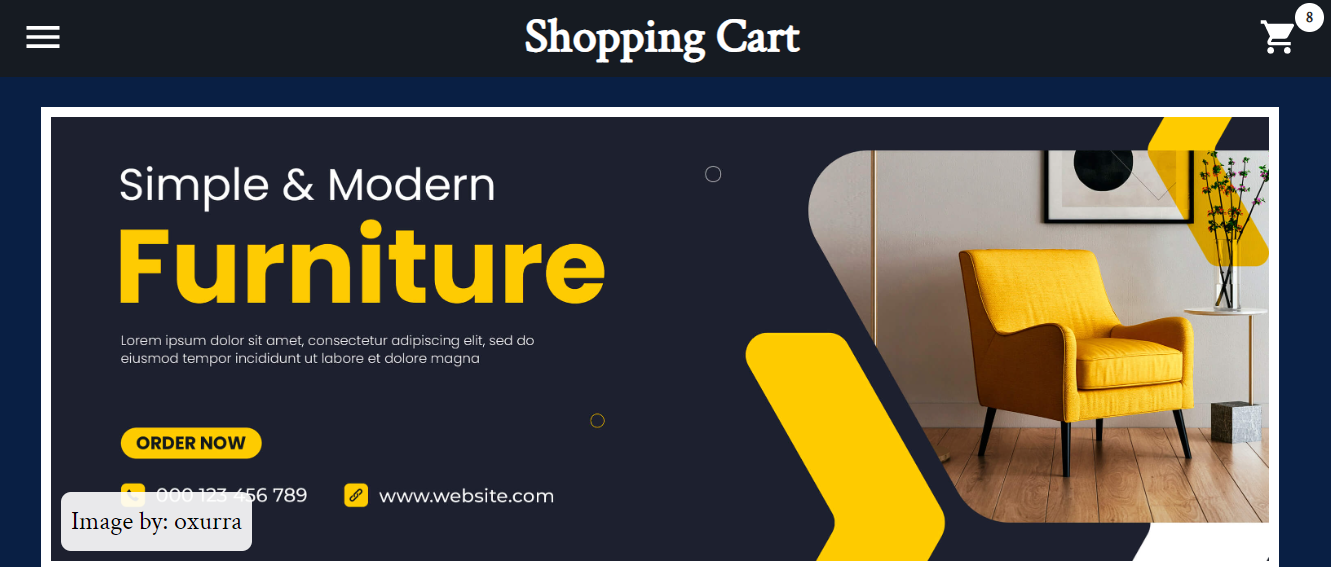 Shopping Cart
8
Simple & Modern
Furniture
Lorem ipsum dolor sit amet, consectetur adipiscing elit, sed do
eiusmod tempor incididunt ut labore et dolore magna
ORDER NOW
000 123 456 789
www.website.com
Image by: oxurra